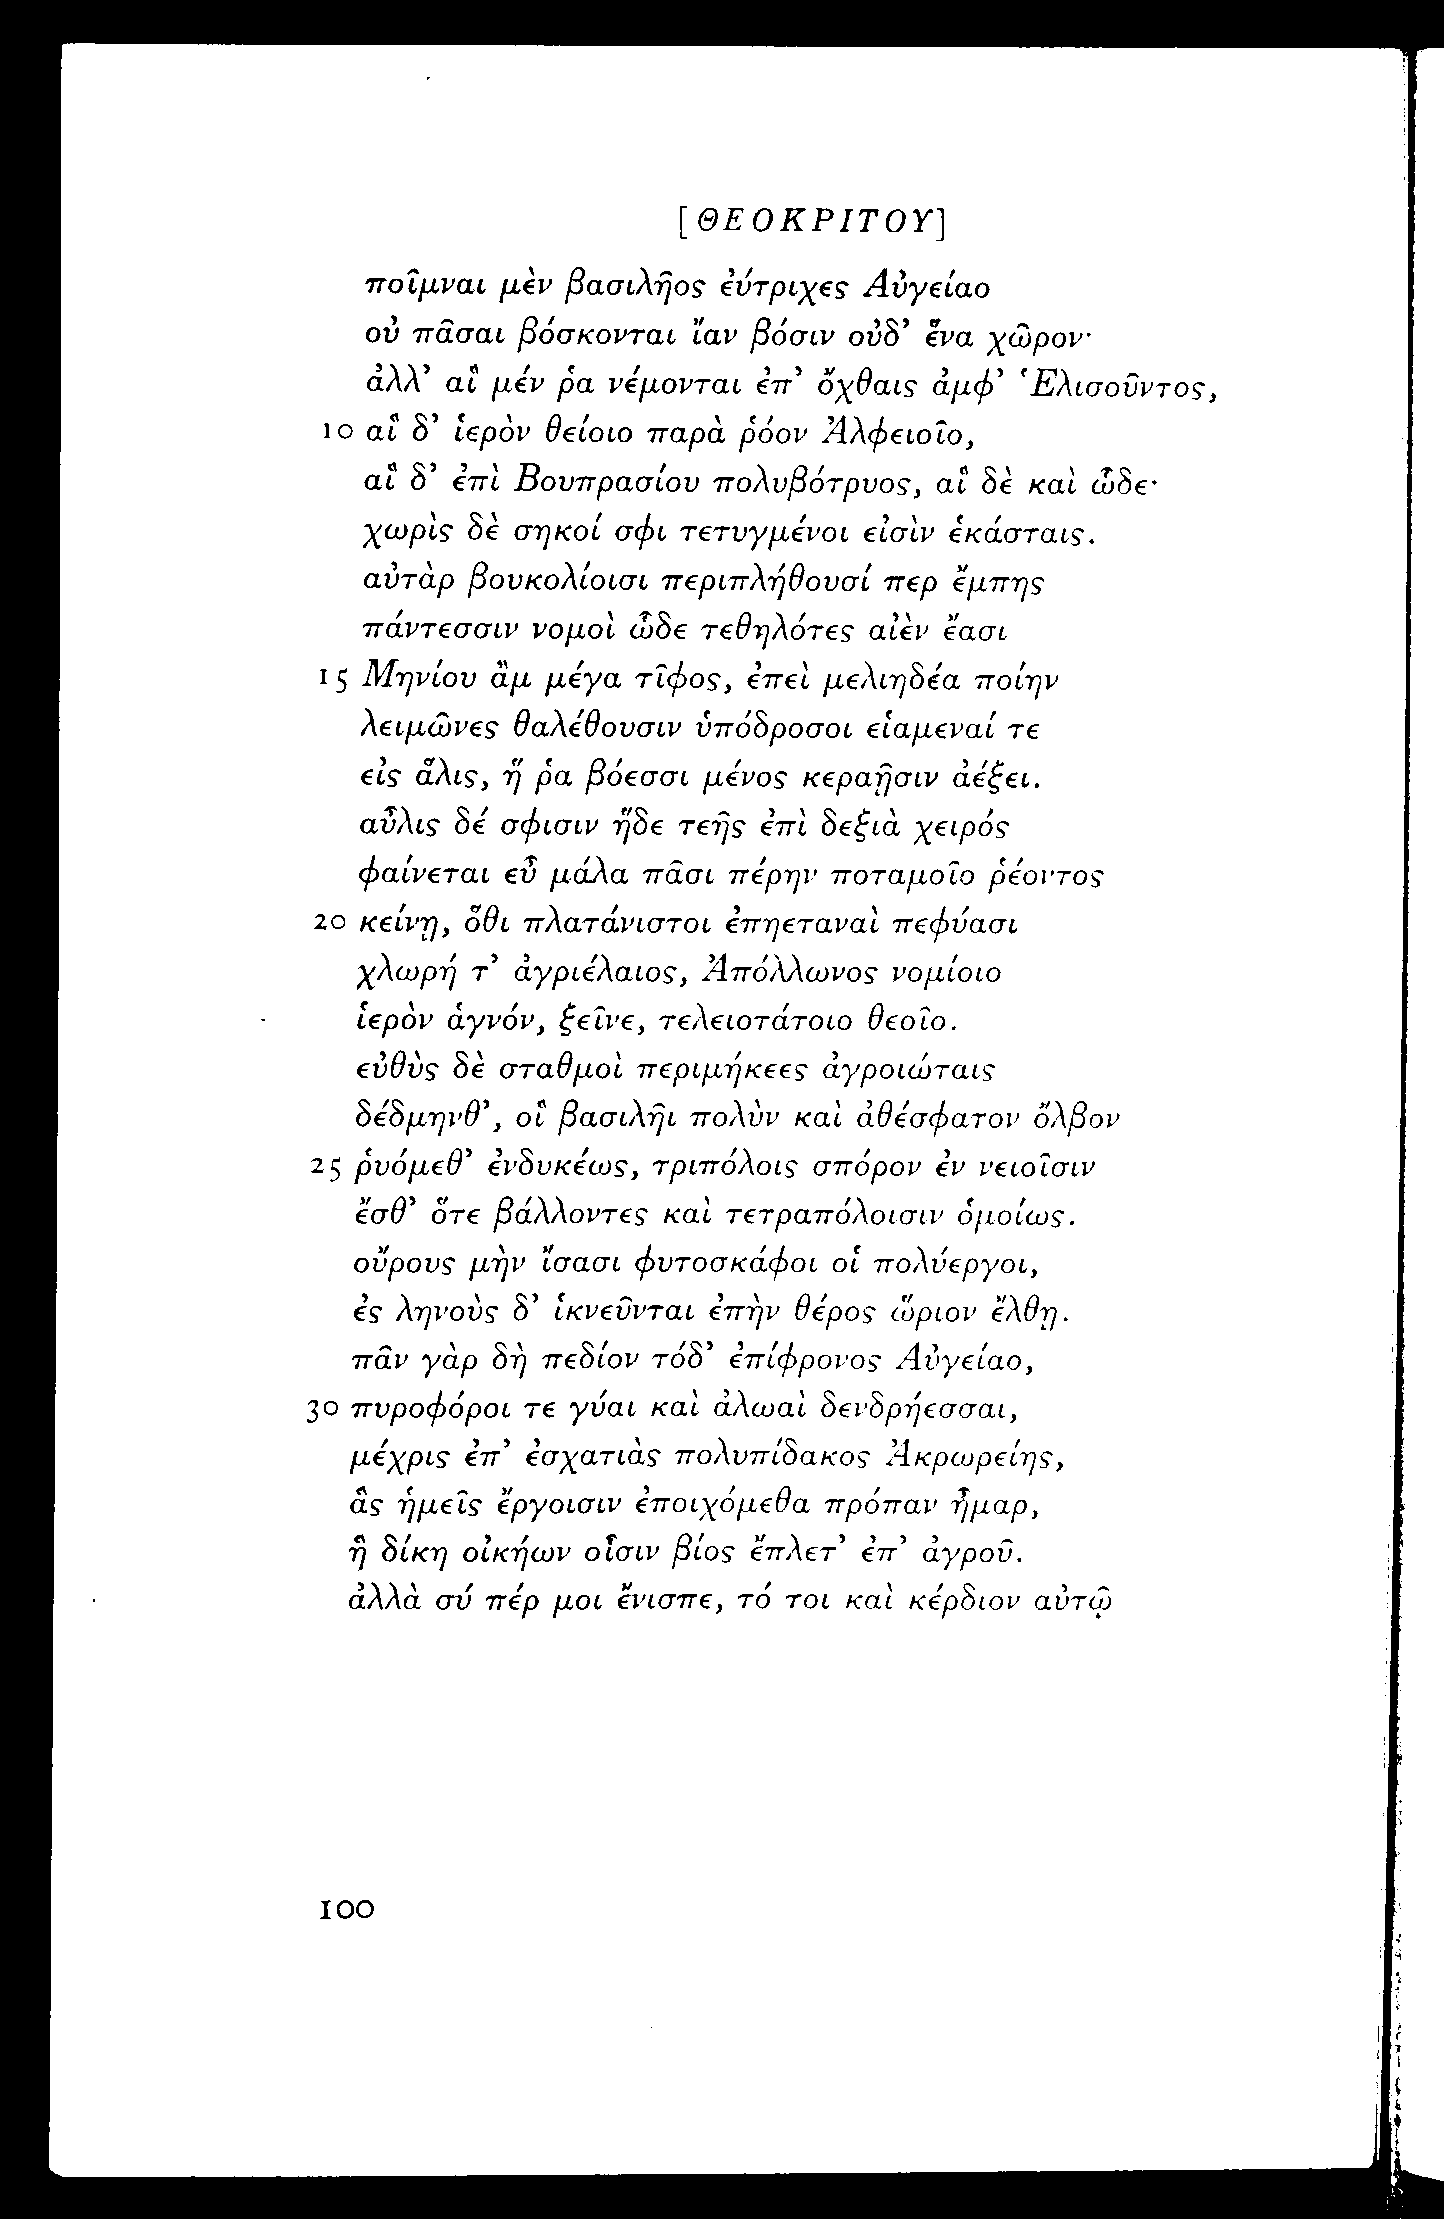 [ΘΕΟΚΡΙΤΟΥ]
ποῖμναι μὲν βασιλῆος ἐύτριχες Αὐγείαο
οὐ πᾶσαι βόσκονται ἴαν βόσιν οὐδ’ ἕνα χῶρον·
ἀλλ’ αἳ μέν ῥα νέμονται ἐπ’ ὄχθαις ἀμφ’ Ἑλισοῦντος,
10 αἳ δ’ ἱερὸν θείοιο παρὰ ῥόον Ἀλφειοῖο,
αἳ δ’ ἐπὶ Βουπρασίου πολυβότρυος, αἳ δὲ καὶ ὧδε·
χωρὶς δὲ σηκοί σφι τετυγμένοι εἰσὶν ἑκάσταις.
αὐτὰρ βουκολίοισι περιπλήθουσί περ ἔμπης
πάντεσσιν νομοὶ ὧδε τεθηλότες αἰὲν ἔασι
15 Μηνίου ἂμ μέγα τῖφος, ἐπεὶ μελιηδέα ποίην
λειμῶνες θαλέθουσιν ὑπόδροσοι εἱαμεναί τε
εἰς ἅλις, ἥ ῥα βόεσσι μένος κεραῇσιν ἀέξει.
αὖλις δέ σφισιν ἥδε τεῆς ἐπὶ δεξιὰ χειρός
φαίνεται εὖ μάλα πᾶσι πέρην ποταμοῖο ῥέοντος
20 κείνῃ, ὅθι πλατάνιστοι ἐπηεταναὶ πεφύασι
χλωρή τ’ ἀγριέλαιος, Ἀπόλλωνος νομίοιο
ἱερὸν ἁγνόν, ξεῖνε, τελειοτάτοιο θεοῖο.
εὐθὺς δὲ σταθμοὶ περιμήκεες ἀγροιώταις
δέδμηνθ’, οἳ βασιλῆι πολὺν καὶ ἀθέσφατον ὄλβον
25 ῥυόμεθ’ ἐνδυκέως, τριπόλοις σπόρον ἐν νειοῖσιν
ἔσθ’ ὅτε βάλλοντες καὶ τετραπόλοισιν ὁμοίως.
οὔρους μὴν ἴσασι φυτοσκάφοι οἱ πολύεργοι,
ἐς ληνοὺς δ’ ἱκνεῦνται ἐπὴν θέρος ὥριον ἔλθῃ.
πᾶν γὰρ δὴ πεδίον τόδ’ ἐπίφρονος Αὐγείαο,
30 πυροφόροι τε γύαι καὶ ἀλωαὶ δενδρήεσσαι,
μέχρις ἐπ’ ἐσχατιὰς πολυπίδακος Ἀκρωρείης,
ἃς ἡμεῖς ἔργοισιν ἐποιχόμεθα πρόπαν ἦμαρ,
ἣ δίκη οἰκήων οἷσιν βίος ἔπλετ’ ἐπ’ ἀγροῦ.
ἀλλὰ σύ πέρ μοι ἔνισπε, τό τοι καὶ κέρδιον αὐτῷ
100